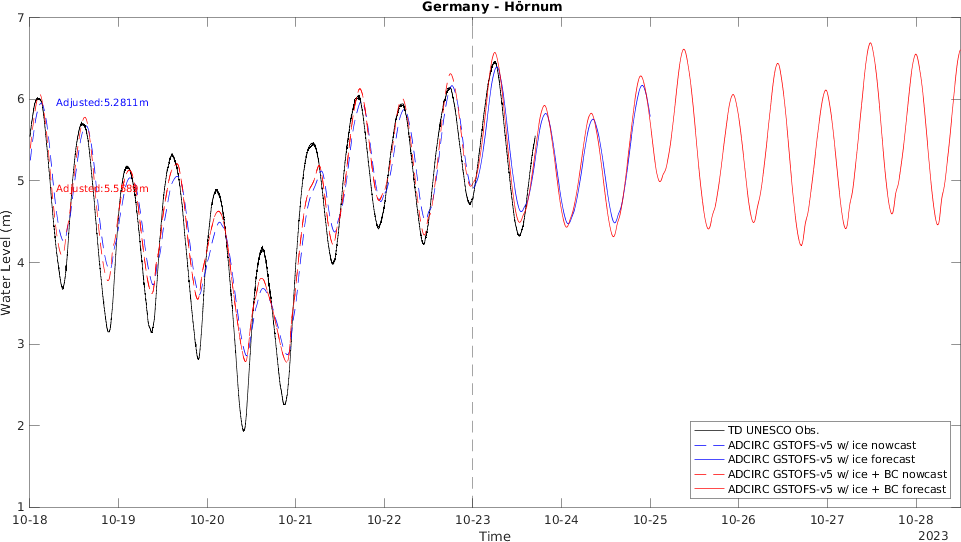 Germany - Hörnum
7
6
5
4
3
2
1
Water Level (m)
Adjusted:5.2811m
TD UNESCO Obs.
ADCIRC GSTOFS-v5 w/ ice nowcast
ADCIRC GSTOFS-v5 w/ ice forecast
ADCIRC GSTOFS-v5 w/ ice + BC nowcast
ADCIRC GSTOFS-v5 w/ ice + BC forecast
10-18
10-19
10-20
10-21
10-22
10-23
10-24
10-25
10-26
10-27
10-28
Time
2023